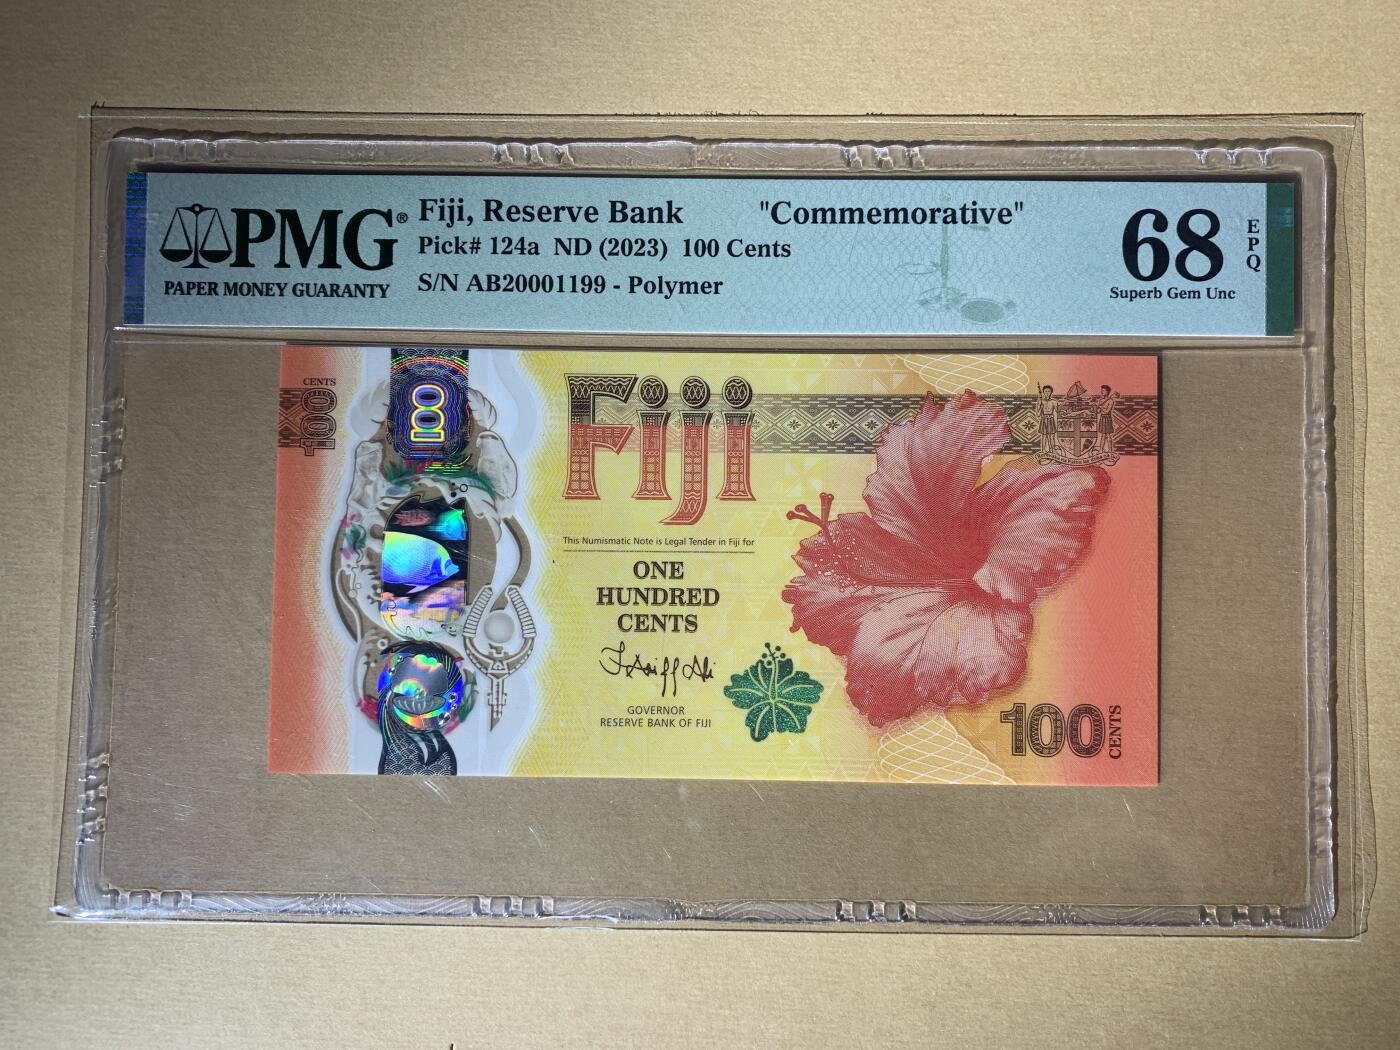 PMG®
PAPER MONEY GUARANTY
Fiji, Reserve Bank "Commemorative"
Pick# 124a ND (2023) 100 Cents
S/N AB20001199 - Polymer
68
EPQ
Superb Gem Unc
CENTS
100
100
Fiji
This Numismatic Note is Legal Tender in Fiji for
ONE
HUNDRED
CENTS
GOVERNOR
RESERVE BANK OF FIJI
100
CENTS